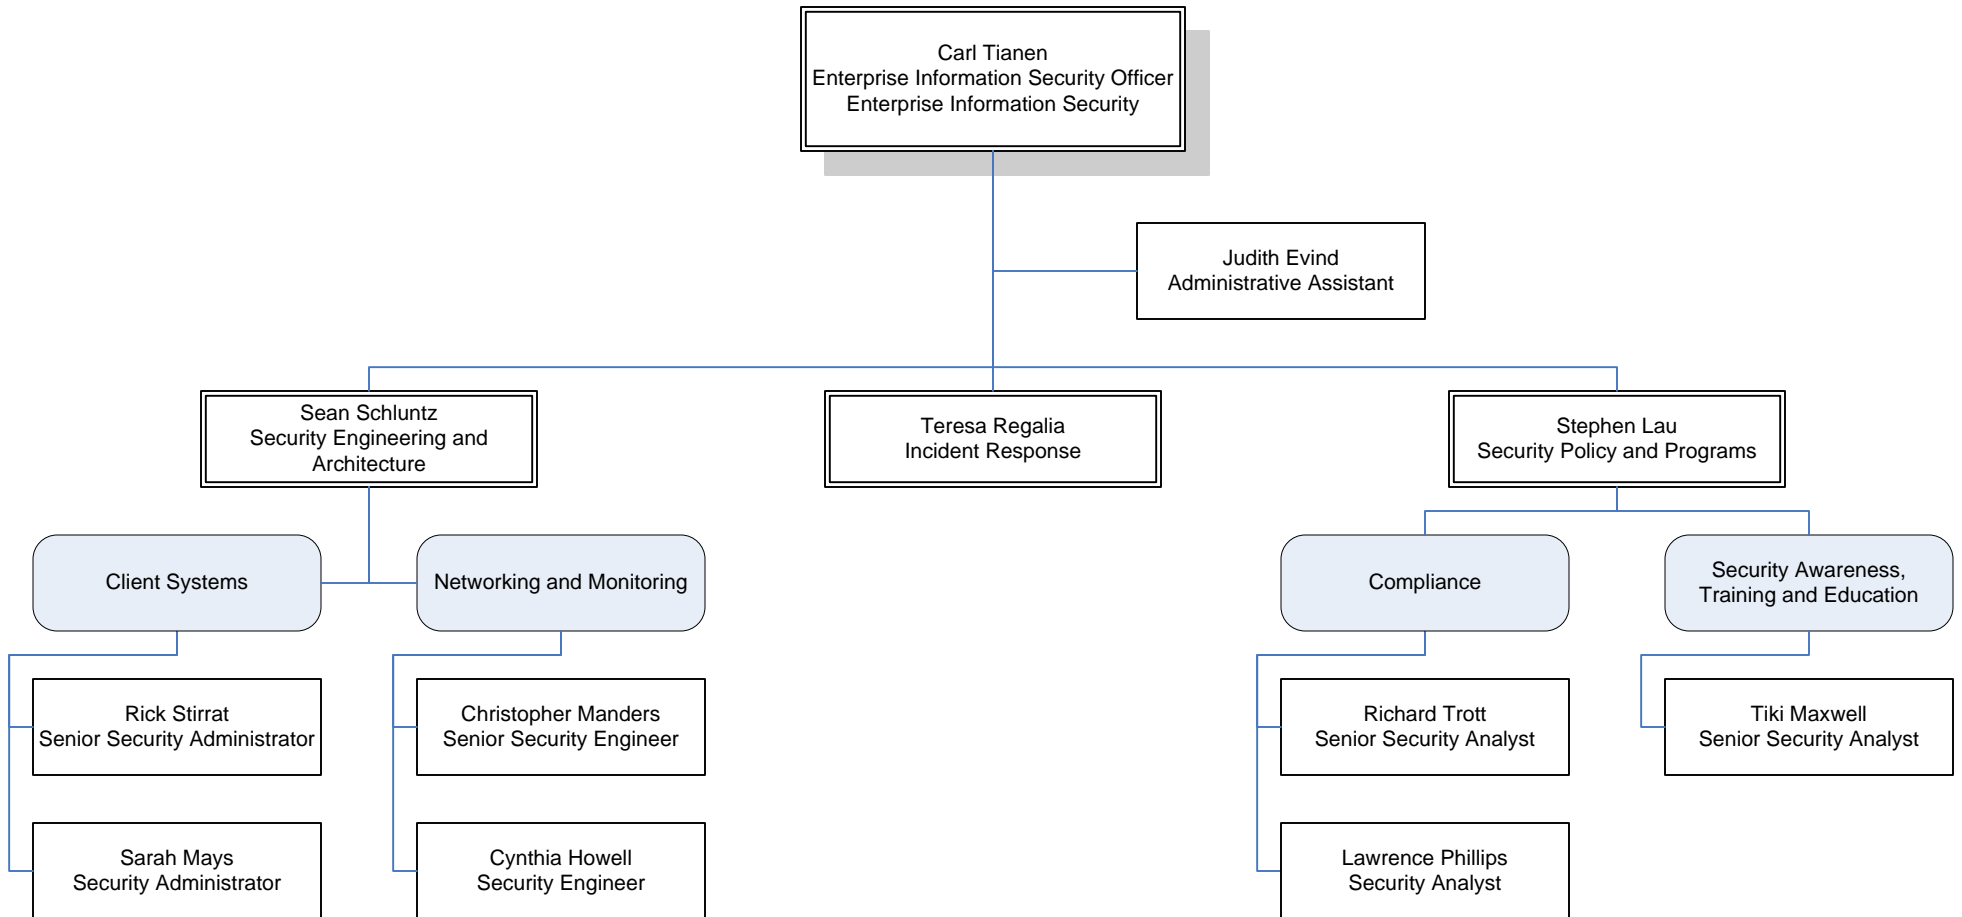 Carl Tianen
Enterprise Information Security Officer
Enterprise Information Security
Judith Evind
Administrative Assistant
Sean Schluntz
Security Engineering and
Architecture
Teresa Regalia
Incident Response
Stephen Lau
Security Policy and Programs
Client Systems
Networking and Monitoring
Compliance
Security Awareness,
Training and Education
Rick Stirrat
Senior Security Administrator
Christopher Manders
Senior Security Engineer
Richard Trott
Senior Security Analyst
Tiki Maxwell
Senior Security Analyst
Sarah Mays
Security Administrator
Cynthia Howell
Security Engineer
Lawrence Phillips
Security Analyst